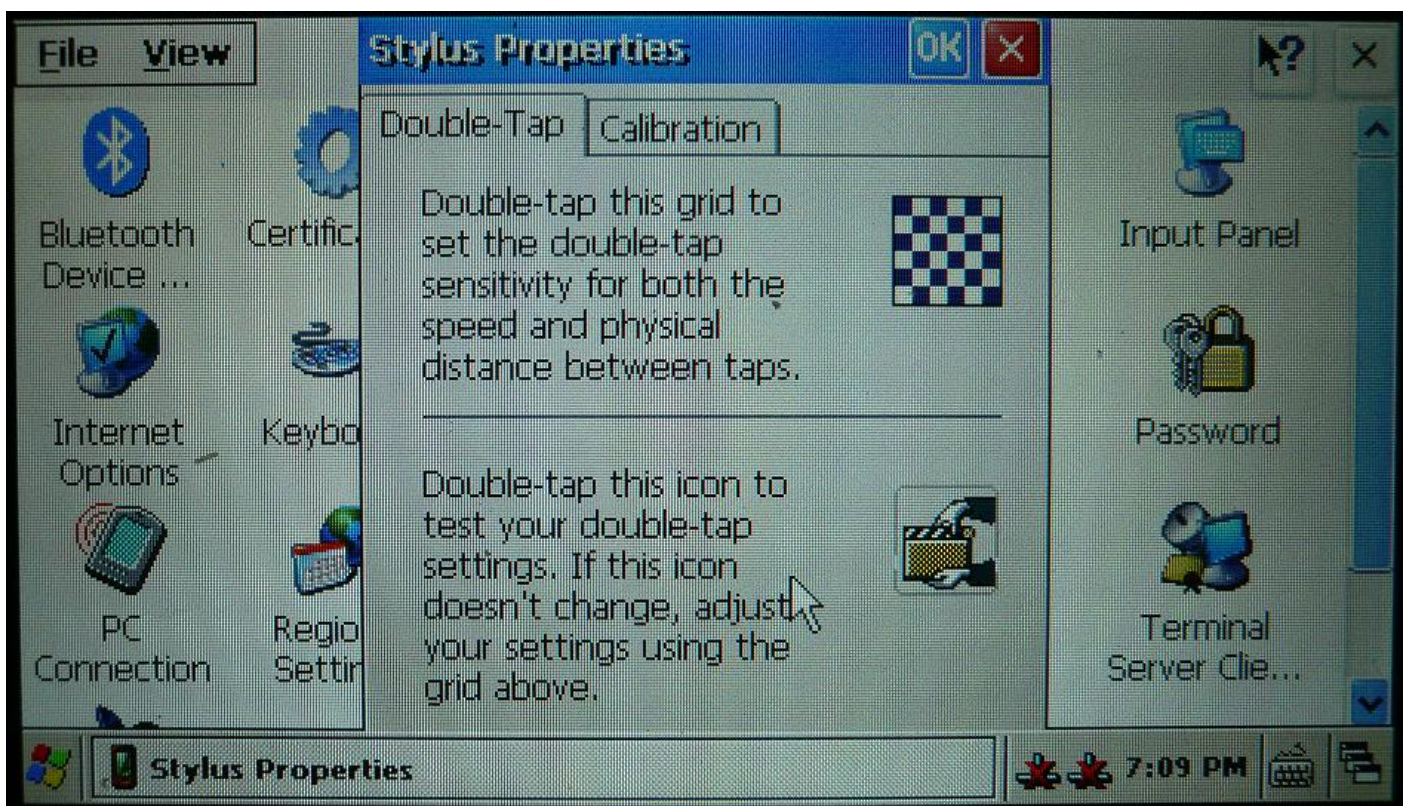 File View
Stylus Properties OK
Double-Tap Calibration
Double-tap this grid to
set the double-tap
sensitivity for both the
speed and physical
distance between taps.
Double-tap this icon to
test your double-tap
settings. If this icon
doesn't change, adjust
your settings using the
grid above.
Bluetooth
Device ...
Certific
Internet
Options
Keybo
PC
Connection
Regio
Settin
Input Panel
Password
Terminal
Server Clie...
Stylus Properties
7:09 PM